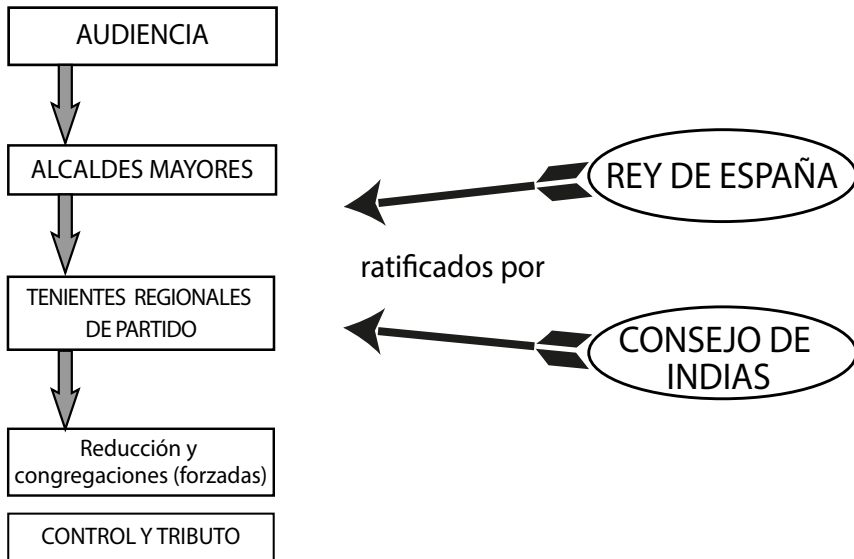 AUDIENCIA
ALCALDES MAYORES
TENIENTES REGIONALES
DE PARTIDO
Reducción y
congregaciones (forzadas)
CONTROL Y TRIBUTO
REY DE ESPAÑA
ratificados por
CONSEJO DE
INDIAS